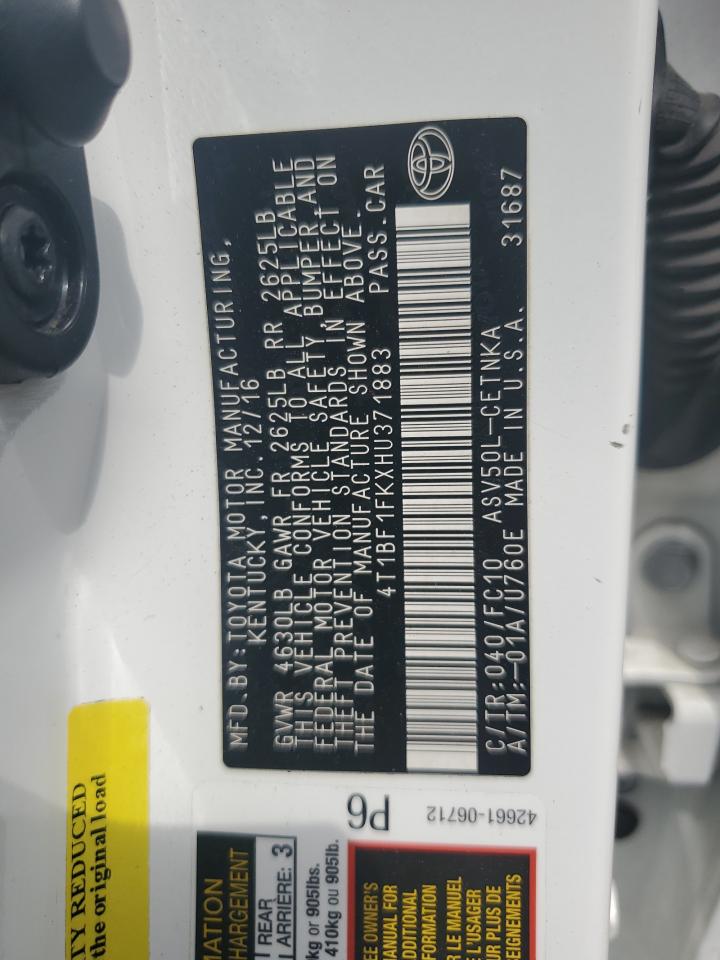 MFD.BY:TOYOTA MOTOR MANUFACTURING,
KENTUCKY, INC. 12/16
GVWR 4630LB GAWR FR 2625LB RR 2625LB
THIS VEHICLE CONFORMS TO ALL APPLICABLE
FEDERAL MOTOR VEHICLE SAFETY, BUMPER AND
THEFT PREVENTION STANDARDS IN EFFECT ON
THE DATE OF MANUFACTURE SHOWN ABOVE.
4T1BF1FKXHU371883 PASS.CAR
C/TR:040/FC10 ASV50L-CETNKA
A/TM:-01A/U760E MADE IN U.S.A. 31687
TY REDUCED
the original load
MATION
HARGEMENT
REAR
ARRIÈRE: 3
kg or 905lbs.
410kg ou 905lb.
P6
42661-06712
EE OWNER'S
MANUAL FOR
ADDITIONAL
FORMATION
R LE MANUEL
E L'USAGER
UR PLUS DE
SEIGNEMENTS